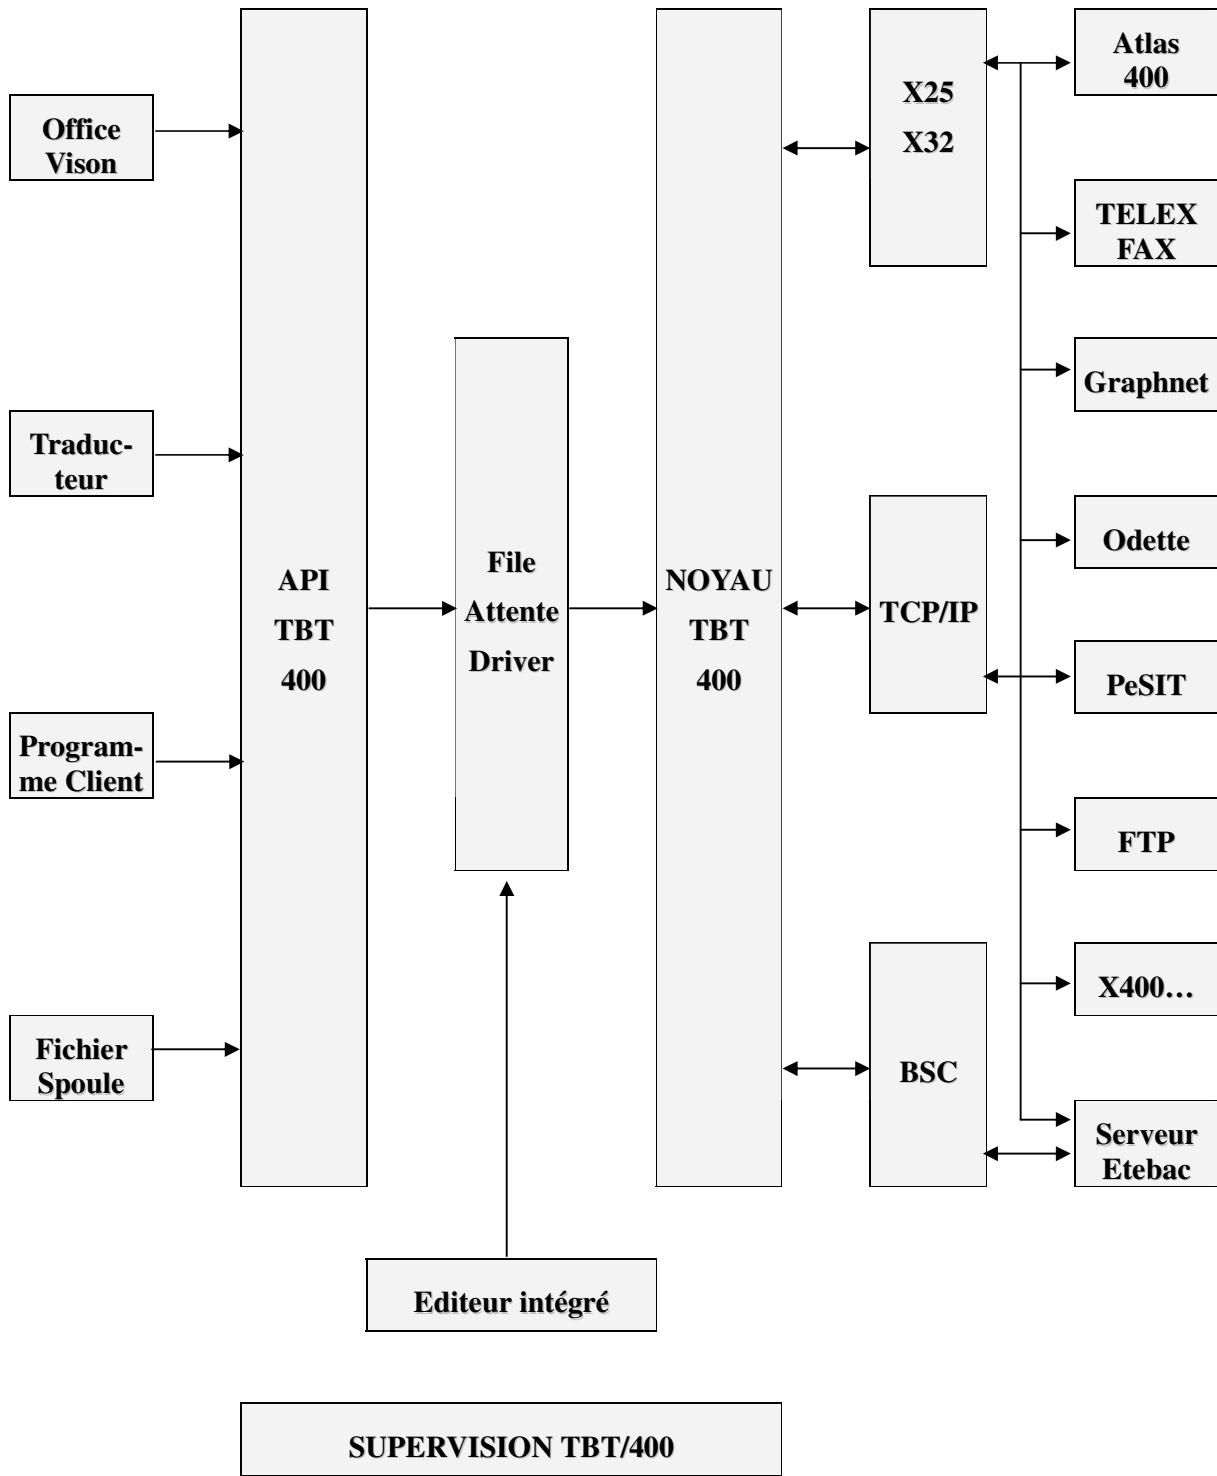 Office
Vison
Traduc-
teur
Program-
me Client
Fichier
Spoule
API
TBT
400
File
Attente
Driver
Editeur intégré
NOYAU
TBT
400
X25
X32
TCP/IP
BSC
Atlas
400
TELEX
FAX
Graphnet
Odette
PeSIT
FTP
X400…
Serveur
Etebac
SUPERVISION TBT/400